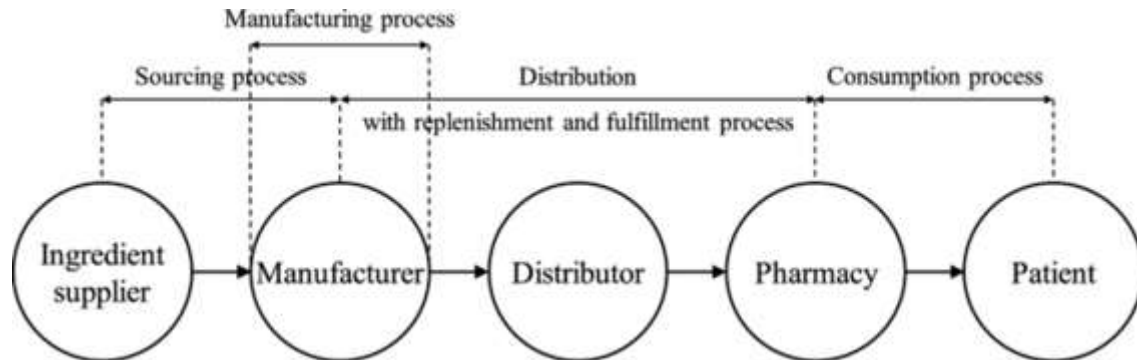 Manufacturing process
Sourcing process
Distribution
Consumption process
with replenishment and fulfillment process
Ingredient
supplier
Manufacturer
Distributor
Pharmacy
Patient